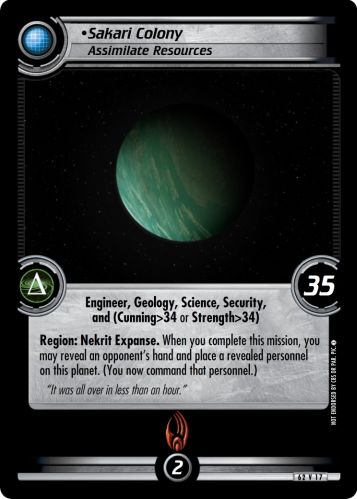 •Sakari Colony
Assimilate Resources
35
Engineer, Geology, Science, Security,
and (Cunning>34 or Strength>34)
Region: Nekrit Expanse. When you complete this mission, you
may reveal an opponent's hand and place a revealed personnel
on this planet. (You now command that personnel.)
"It was all over in less than an hour."
NOT ENDORSED BY CBS OR PAR. PIC.
2
62 V 17